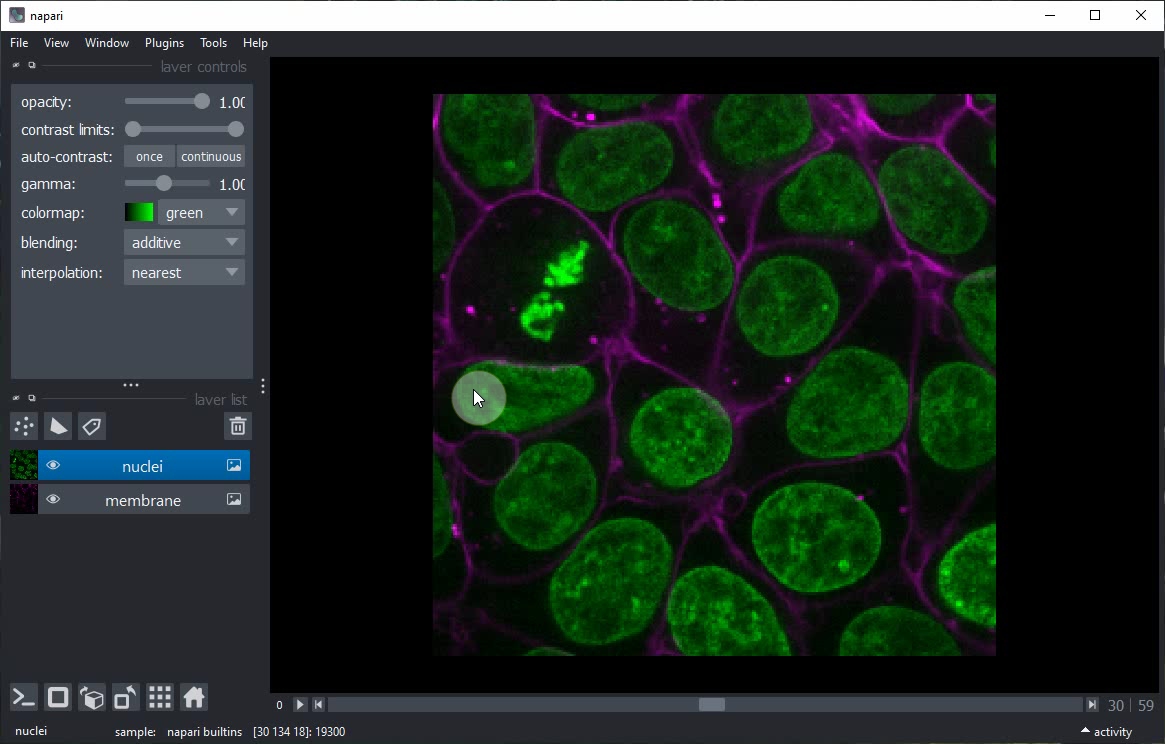 napari
File View Window Plugins Tools Help
layer controls
opacity: 1.00
contrast limits:
auto-contrast: once continuous
gamma: 1.00
colormap: green
blending: additive
interpolation: nearest
layer list
nuclei
membrane
0 30 | 59
nuclei sample: napari builtins [30 134 18]: 19300 activity